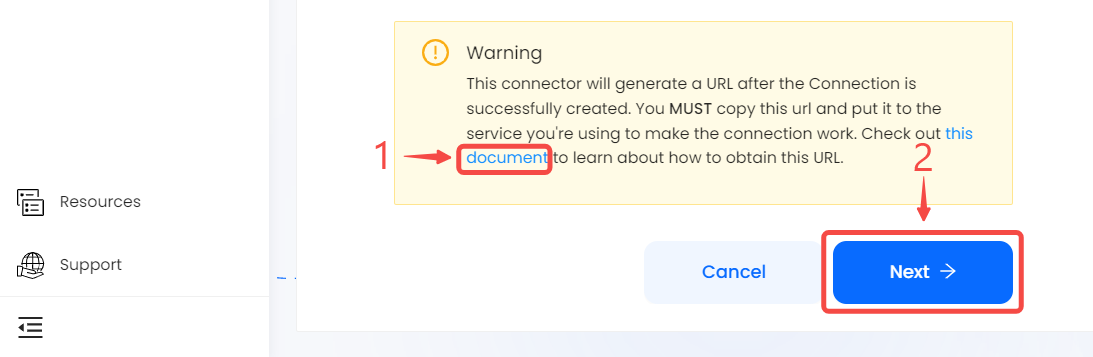 Warning
This connector will generate a URL after the Connection is
successfully created. You MUST copy this url and put it to the
service you're using to make the connection work. Check out this
1 document to learn about how to obtain this URL.
2
Resources
Support
Cancel
Next